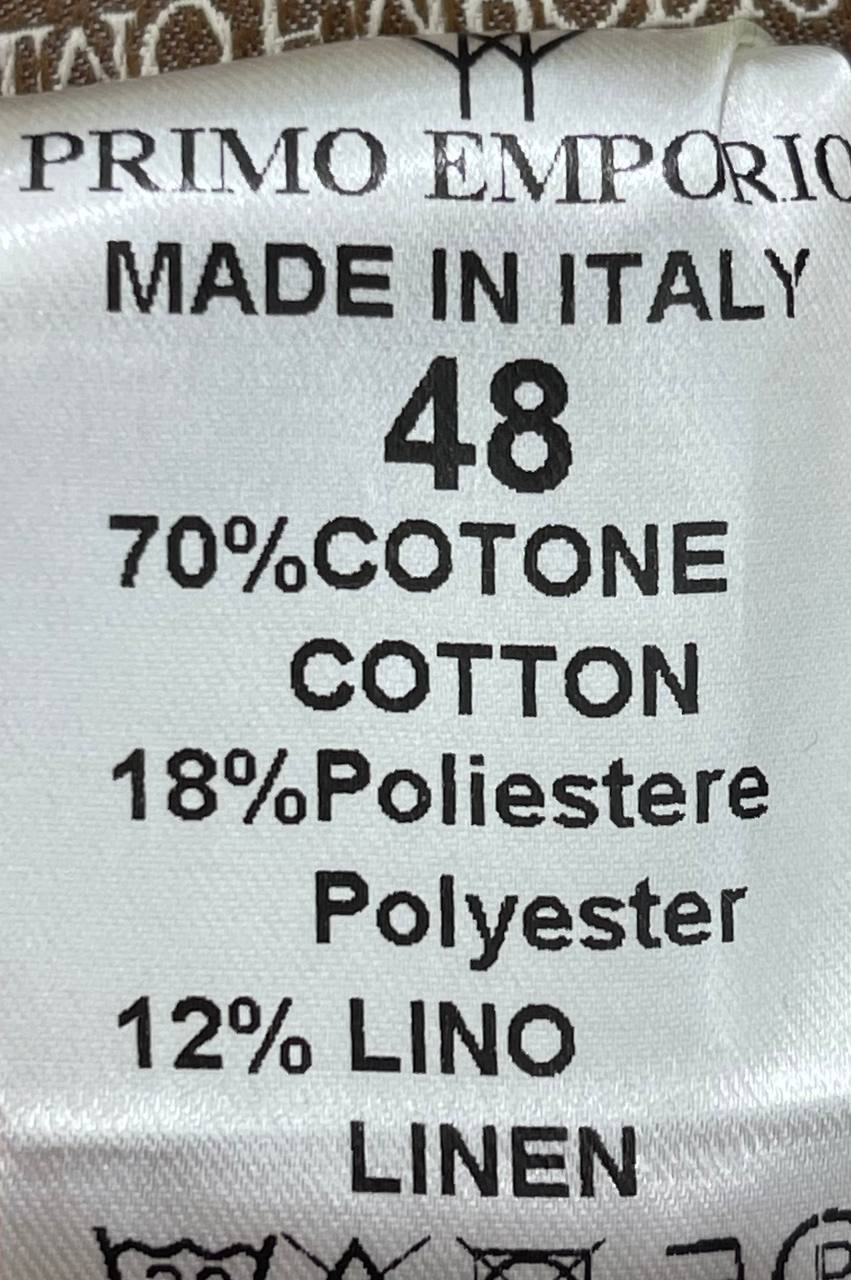 PRIMO EMPORIO
MADE IN ITALY
48
70%COTONE
COTTON
18%Poliestere
Polyester
12% LINO
LINEN